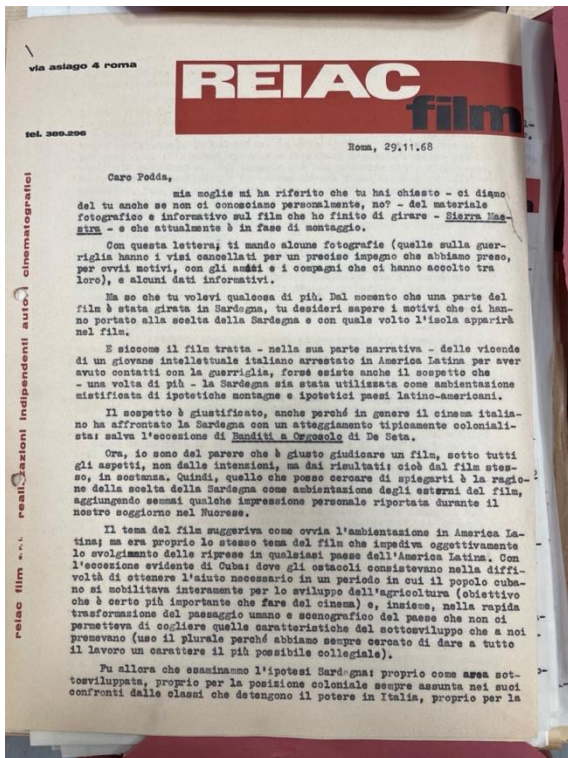 via asiago 4 roma
REIAC
film
tel. 389.296
Roma, 29.11.68
Caro Podda,
mia moglie mi ha riferito che tu hai chiesto - ci diamo
del tu anche se non ci conosciamo personalmente, no? - del materiale
fotografico e informativo sul film che ho finito di girare - Sierra Mae-
stra - e che attualmente è in fase di montaggio.
Con questa lettera, ti mando alcune fotografie (quelle sulla guer-
riglia hanno i visi cancellati per un preciso impegno che abbiamo preso,
per ovvii motivi, con gli amici e i compagni che ci hanno accolto tra
loro), e alcuni dati informativi.
Ma so che tu volevi qualcosa di più. Dal momento che una parte del
film è stata girata in Sardegna, tu desideri sapere i motivi che ci han-
no portato alla scelta della Sardegna e con quale volto l'isola apparirà
nel film.
E siccome il film tratta - nella sua parte narrativa - delle vicende
di un giovane intellettuale italiano arrestato in America Latina per aver
avuto contatti con la guerriglia, forse esiste anche il sospetto che
- una volta di più - la Sardegna sia stata utilizzata come ambientazione
mistificata di ipotetiche montagne e ipotetici paesi latino-americani.
Il sospetto è giustificato, anche perché in genere il cinema italia-
no ha affrontato la Sardegna con un atteggiamento tipicamente coloniali-
sta: salva l'eccezione di Banditi a Orgosolo di De Seta.
Ora, io sono del parere che è giusto giudicare un film, sotto tutti
gli aspetti, non dalle intenzioni, ma dai risultati: cioè dal film stes-
so, in sostanza. Quindi, quello che posso cercare di spiegarti è la ragio-
ne della scelta della Sardegna come ambientazione degli esterni del film,
aggiungendo semmai qualche impressione personale riportata durante il
nostro soggiorno nel Nuorese.
Il tema del film suggeriva come ovvia l'ambientazione in America La-
tina; ma era proprio lo stesso tema del film che impediva oggettivamente
lo svolgimento delle riprese in qualsiasi paese dell'America Latina. Con
l'eccezione evidente di Cuba: dove gli ostacoli consistevano nella diffi-
voltà di ottenere l'aiuto necessario in un periodo in cui il popolo cuba-
no si mobilitava interamente per lo sviluppo dell'agricoltura (obiettivo
che è certo più importante che fare del cinema) e, insieme, nella rapida
trasformazione del paesaggio umano e scenografico del paese che non ci
permetteva di cogliere quelle caratteristiche del sottosviluppo che a noi
premevano (uso il plurale perché abbiamo sempre cercato di dare a tutto
il lavoro un carattere il più possibile collegiale).
Fu allora che esaminammo l'ipotesi Sardegna: proprio come area sot-
tosviluppata, proprio per la posizione coloniale sempre assunta nei suoi
confronti dalle classi che detengono il potere in Italia, proprio per la
reiac film s.r.l. realizzazioni indipendenti autori cinematografici